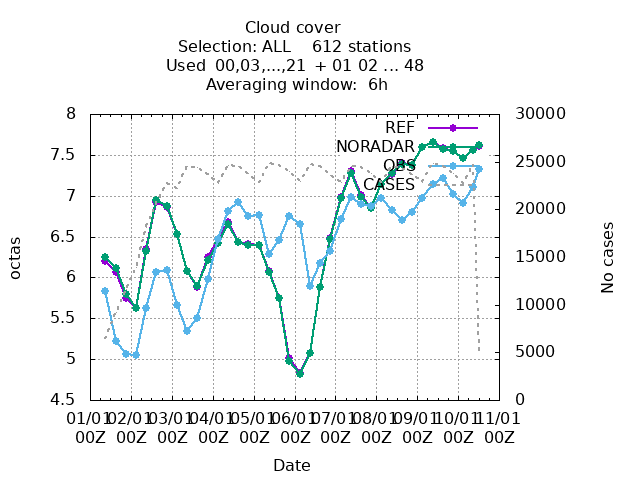 Cloud cover
Selection: ALL    612 stations
Used  00,03,...,21  + 01 02 ... 48
Averaging window:  6h
8
7.5
7
6.5
6
5.5
5
4.5
octas
30000
25000
20000
15000
10000
5000
0
No cases
REF
NORADAR
OBS
CASES
01/01 02/01 03/01 04/01 05/01 06/01 07/01 08/01 09/01 10/01 11/01
00Z 00Z 00Z 00Z 00Z 00Z 00Z 00Z 00Z 00Z 00Z
Date